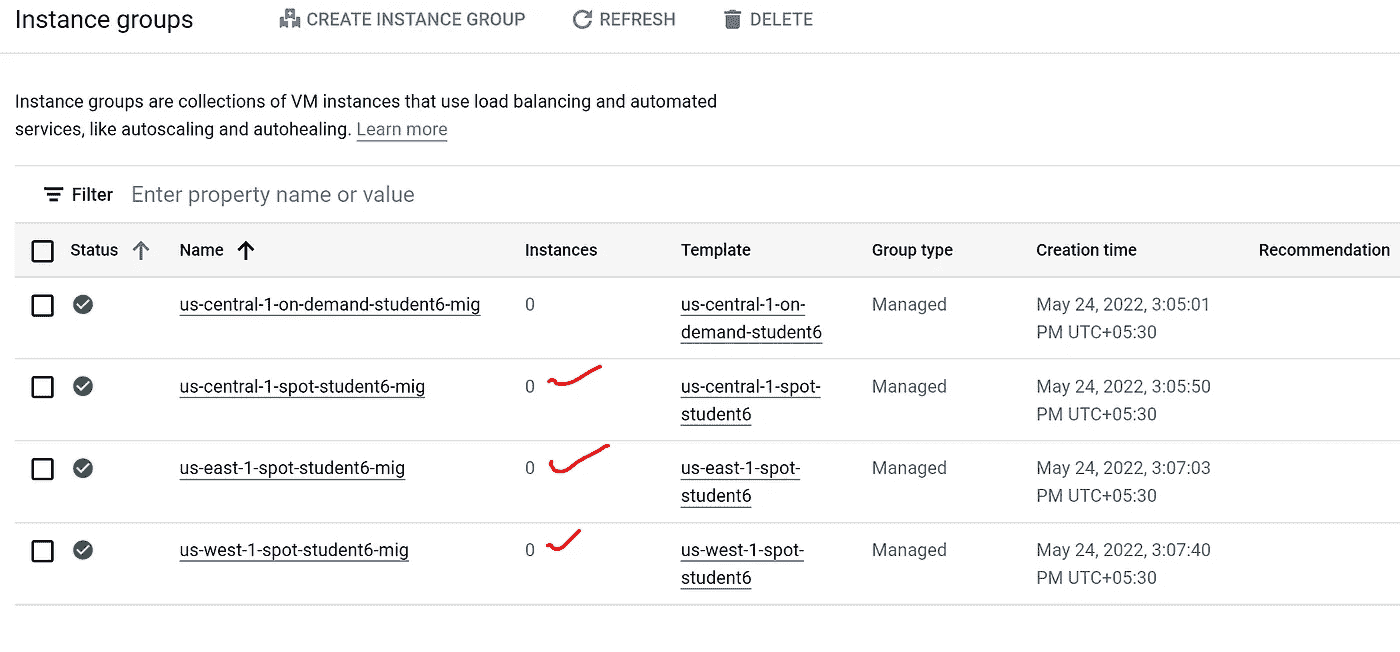 Instance groups CREATE INSTANCE GROUP REFRESH DELETE
Instance groups are collections of VM instances that use load balancing and automated
services, like autoscaling and autohealing. Learn more
Filter Enter property name or value
Status Name Instances Template Group type Creation time Recommendation
us-central-1-on-demand-student6-mig 0 us-central-1-on- Managed May 24, 2022, 3:05:01
demand-student6 PM UTC+05:30
us-central-1-spot-student6-mig 0 us-central-1-spot- Managed May 24, 2022, 3:05:50
student6 PM UTC+05:30
us-east-1-spot-student6-mig 0 us-east-1-spot- Managed May 24, 2022, 3:07:03
student6 PM UTC+05:30
us-west-1-spot-student6-mig 0 us-west-1-spot- Managed May 24, 2022, 3:07:40
student6 PM UTC+05:30